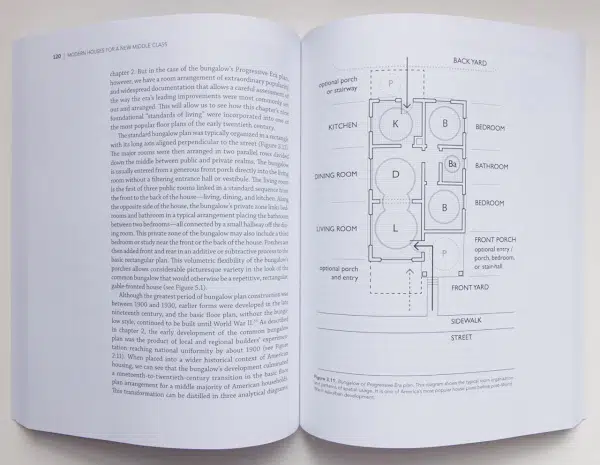 120 | MODERN HOUSES FOR A NEW MIDDLE CLASS
chapter 2. But in the case of the bungalow's Progressive Era plan,
however, we have a room arrangement of extraordinary popularity
and widespread documentation that allows a careful assessment of
the way the era's leading improvements were most commonly
out and arranged. This will allow us to see how this chapter's nine
foundational "standards of living" were incorporated into one of
the most popular floor plans of the early twentieth century.
The standard bungalow plan was typically organized in a rectangle
with its long axis aligned perpendicular to the street (Figure 5.17).
The major rooms were then arranged in two parallel rows divided
down the middle between public and private realms. The bungalow
is usually entered from a generous front porch directly into the living
room without a filtering entrance hall or vestibule. The living room
is the first of three public rooms linked in a standard sequence from
the front to the back of the house—living, dining, and kitchen. Along
the opposite side of the house, the bungalow's private zone links bed-
rooms and bathroom in a typical arrangement placing the bathroom
between two bedrooms—all connected by a small hallway off the din-
ing room. This private zone of the bungalow may also include a third
bedroom or study near the front or the back of the house. Porches are
then added front and rear in an additive or subtractive process to the
basic rectangular plan. This volumetric flexibility of the bungalow's
porches allows considerable picturesque variety in the look of the
common bungalow that would otherwise be a repetitive, rectangular
gable-fronted house (see Figure 5.1).
Although the greatest period of bungalow plan construction was
between 1900 and 1930, earlier forms were developed in the late
nineteenth century, and the basic floor plan, without the bunga-
low style, continued to be built until World War II. As described
in chapter 2, the early development of the common bungalow
plan was the product of local and regional builders' experimen-
tation reaching national uniformity by about 1900 (see Figure
2.11). When placed into a wider historical context of American
housing, we can see that the bungalow's development culminated
a nineteenth-to-twentieth-century transition in the basic floor
plan arrangement for a middle majority of American households.
This transformation can be distilled in three analytical diagrams,
BACK YARD
optional porch
or stairway
P
KITCHEN
K
B
BEDROOM
DINING ROOM
D
Ba
BATHROOM
B
BEDROOM
LIVING ROOM
L
FRONT PORCH
optional entry /
porch, bedroom,
or stair-hall
P
optional porch
and entry
FRONT YARD
SIDEWALK
STREET
Figure 5.17. Bungalow or Progressive Era plan. This diagram shows the typical room organization
and patterns of spatial usage. It is one of America's most popular house plans